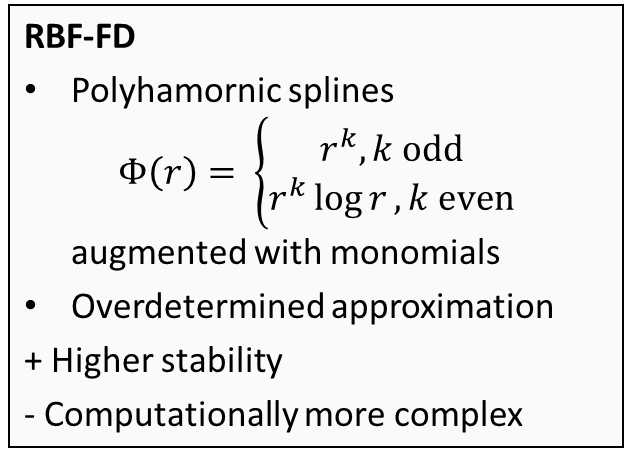 RBF-FD
• Polyhamornic splines
Φ(r) = { r^k, k odd
r^k log r , k even
augmented with monomials
• Overdetermined approximation
+ Higher stability
- Computationally more complex